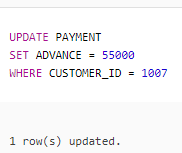 UPDATE PAYMENT
SET ADVANCE = 55000
WHERE CUSTOMER_ID = 1007
1 row(s) updated.